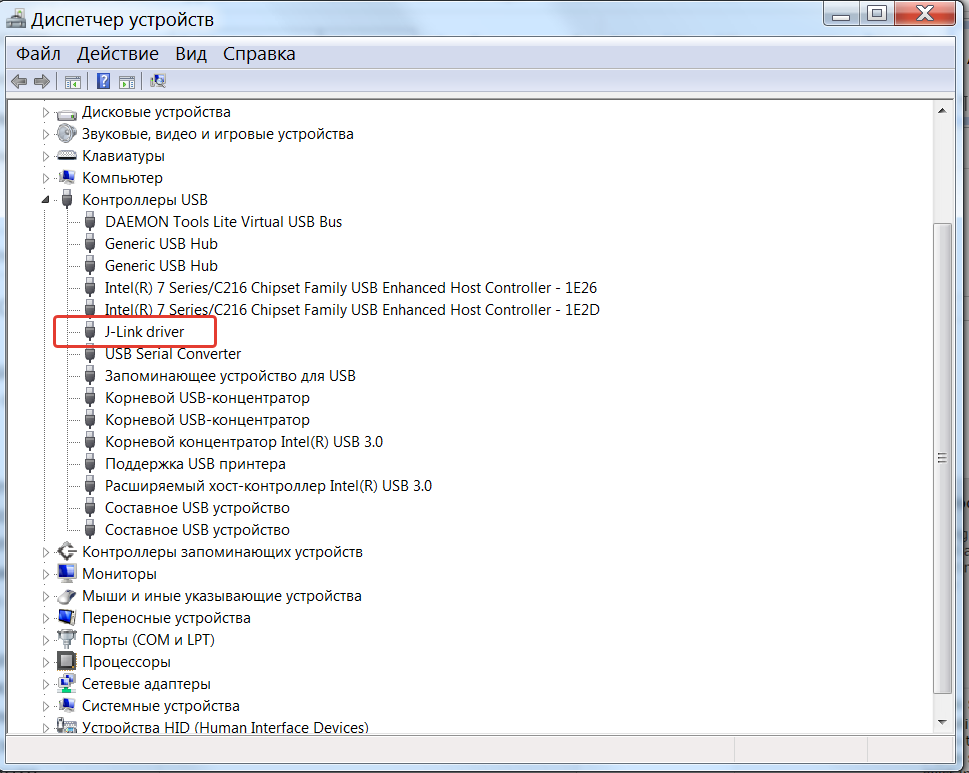 Диспетчер устройств
Файл Действие Вид Справка
Дисковые устройства
Звуковые, видео и игровые устройства
Клавиатуры
Компьютер
Контроллеры USB
DAEMON Tools Lite Virtual USB Bus
Generic USB Hub
Generic USB Hub
Intel(R) 7 Series/C216 Chipset Family USB Enhanced Host Controller - 1E26
Intel(R) 7 Series/C216 Chipset Family USB Enhanced Host Controller - 1E2D
J-Link driver
USB Serial Converter
Запоминающее устройство для USB
Корневой USB-концентратор
Корневой USB-концентратор
Корневой концентратор Intel(R) USB 3.0
Поддержка USB принтера
Расширяемый хост-контроллер Intel(R) USB 3.0
Составное USB устройство
Составное USB устройство
Контроллеры запоминающих устройств
Мониторы
Мыши и иные указывающие устройства
Переносные устройства
Порты (COM и LPT)
Процессоры
Сетевые адаптеры
Системные устройства
Устройства HID (Human Interface Devices)